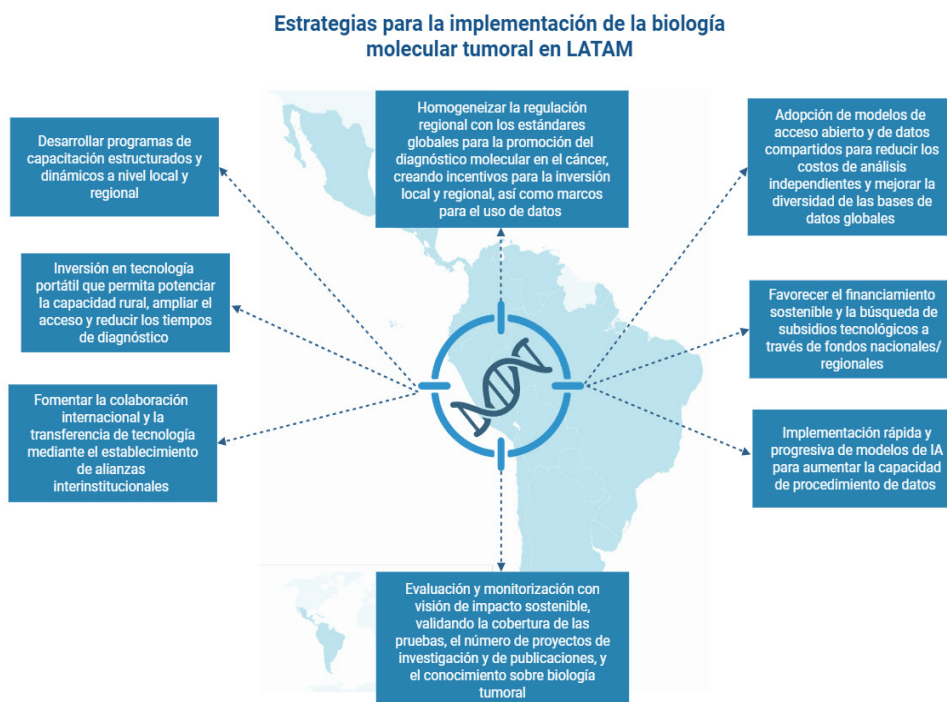 Estrategias para la implementación de la biología
molecular tumoral en LATAM
Desarrollar programas de
capacitación estructurados y
dinámicos a nivel local y
regional
Inversión en tecnología
portátil que permita potenciar
la capacidad rural, ampliar el
acceso y reducir los tiempos
de diagnóstico
Fomentar la colaboración
internacional y la
transferencia de tecnología
mediante el establecimiento
de alianzas
interinstitucionales
Homogeneizar la regulación
regional con los estándares
globales para la promoción del
diagnóstico molecular en el cáncer,
creando incentivos para la inversión
local y regional, así como marcos
para el uso de datos
Evaluación y monitorización con
visión de impacto sostenible,
validando la cobertura de las
pruebas, el número de proyectos de
investigación y de publicaciones, y
el conocimiento sobre biología
tumoral
Adopción de modelos de
acceso abierto y de datos
compartidos para reducir los
costos de análisis
independientes y mejorar la
diversidad de las bases de
datos globales
Favorecer el financiamiento
sostenible y la búsqueda de
subsidios tecnológicos a
través de fondos nacionales/
regionales
Implementación rápida y
progresiva de modelos de IA
para aumentar la capacidad
de procedimiento de datos